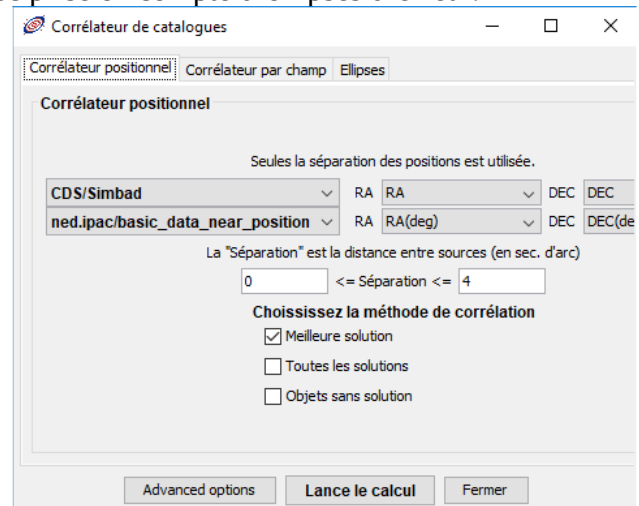 Corrélateur de catalogues
Corrélateur positionnel Corrélateur par champ Ellipses
Corrélateur positionnel
Seules la séparation des positions est utilisée.
CDS/Simbad RA RA DEC DEC
ned.ipac/basic_data_near_position RA RA(deg) DEC DEC(de
La "Séparation" est la distance entre sources (en sec. d'arc)
0 <= Séparation <= 4
Choississez la méthode de corrélation
Meilleure solution
Toutes les solutions
Objets sans solution
Advanced options Lance le calcul Fermer